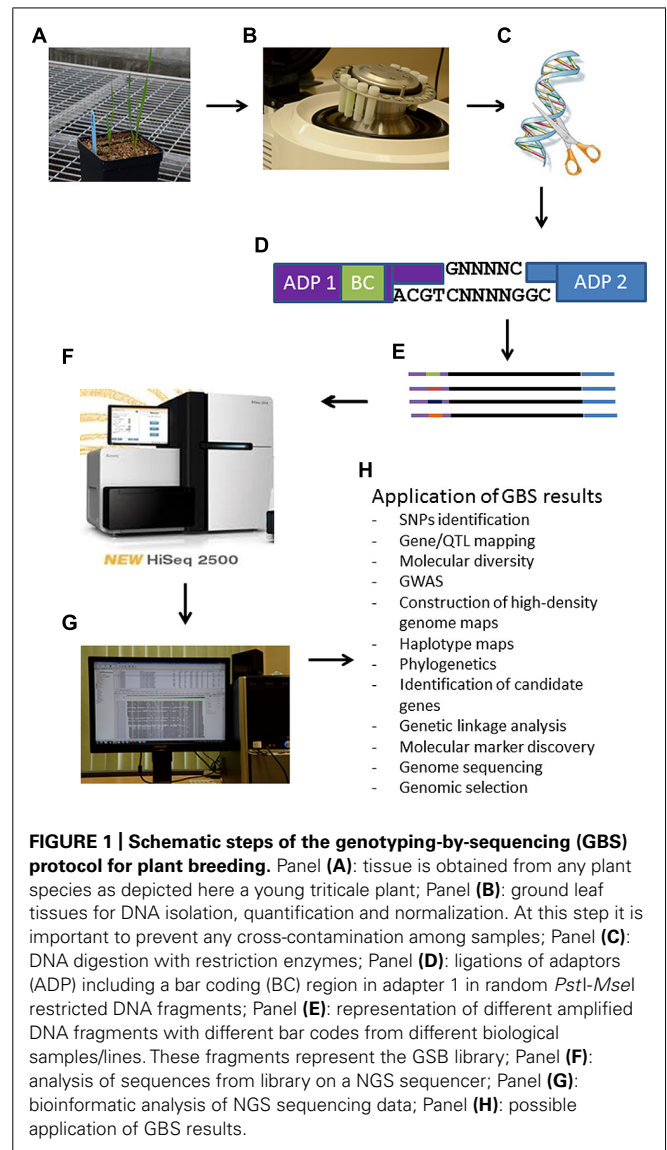 A
B
C
D
ADP 1
BC
GNNNNC
ACGTCNNNNGGC
ADP 2
E
F
NEW HiSeq 2500
G
H
Application of GBS results
- SNPs identification
- Gene/QTL mapping
- Molecular diversity
- GWAS
- Construction of high-density
genome maps
- Haplotype maps
- Phylogenetics
- Identification of candidate
genes
- Genetic linkage analysis
- Molecular marker discovery
- Genome sequencing
- Genomic selection
FIGURE 1 | Schematic steps of the genotyping-by-sequencing (GBS)
protocol for plant breeding. Panel (A): tissue is obtained from any plant
species as depicted here a young triticale plant; Panel (B): ground leaf
tissues for DNA isolation, quantification and normalization. At this step it is
important to prevent any cross-contamination among samples; Panel (C):
DNA digestion with restriction enzymes; Panel (D): ligations of adaptors
(ADP) including a bar coding (BC) region in adapter 1 in random PstI-MseI
restricted DNA fragments; Panel (E): representation of different amplified
DNA fragments with different bar codes from different biological
samples/lines. These fragments represent the GSB library; Panel (F):
analysis of sequences from library on a NGS sequencer; Panel (G):
bioinformatic analysis of NGS sequencing data; Panel (H): possible
application of GBS results.